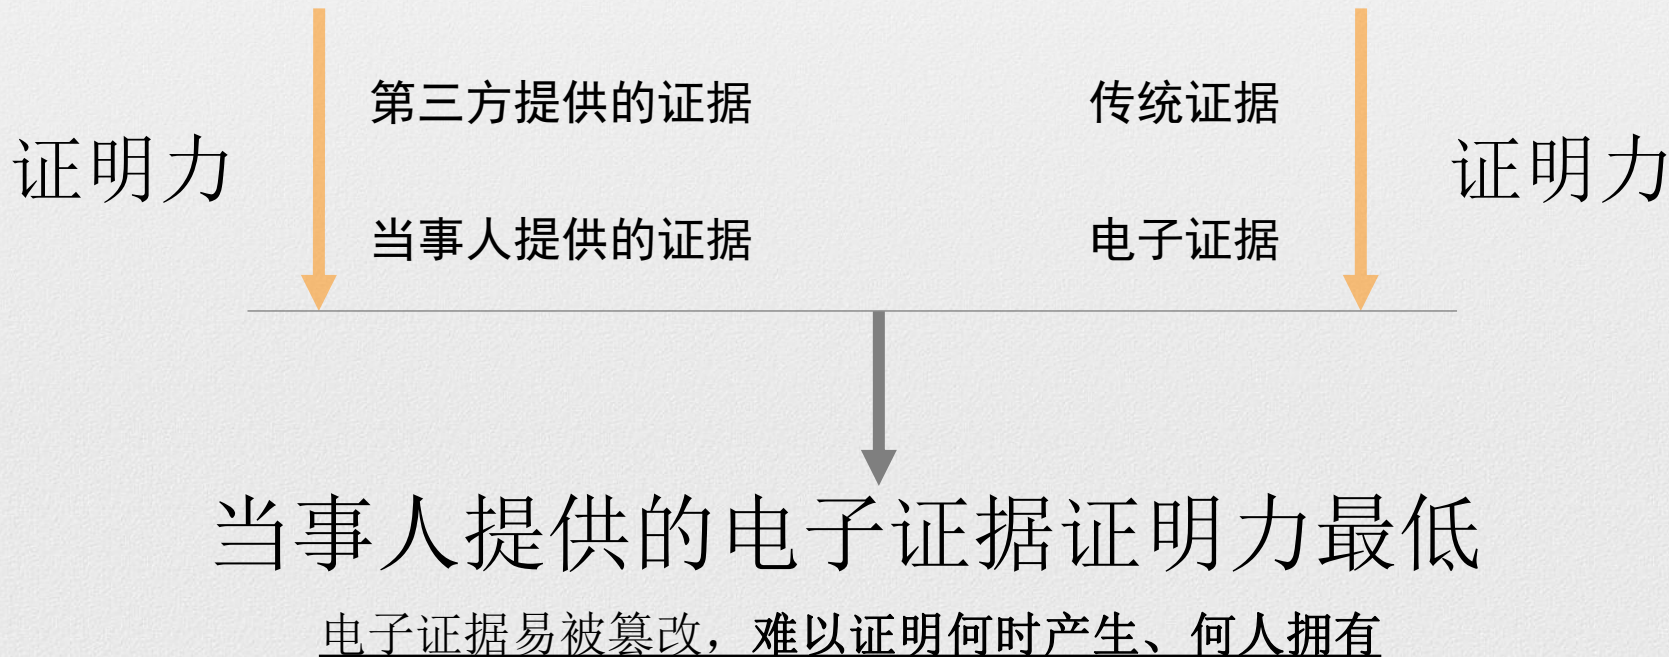 第三方提供的证据
传统证据
证明力
证明力
当事人提供的证据
电子证据
当事人提供的电子证据证明力最低
电子证据易被篡改，难以证明何时产生、何人拥有